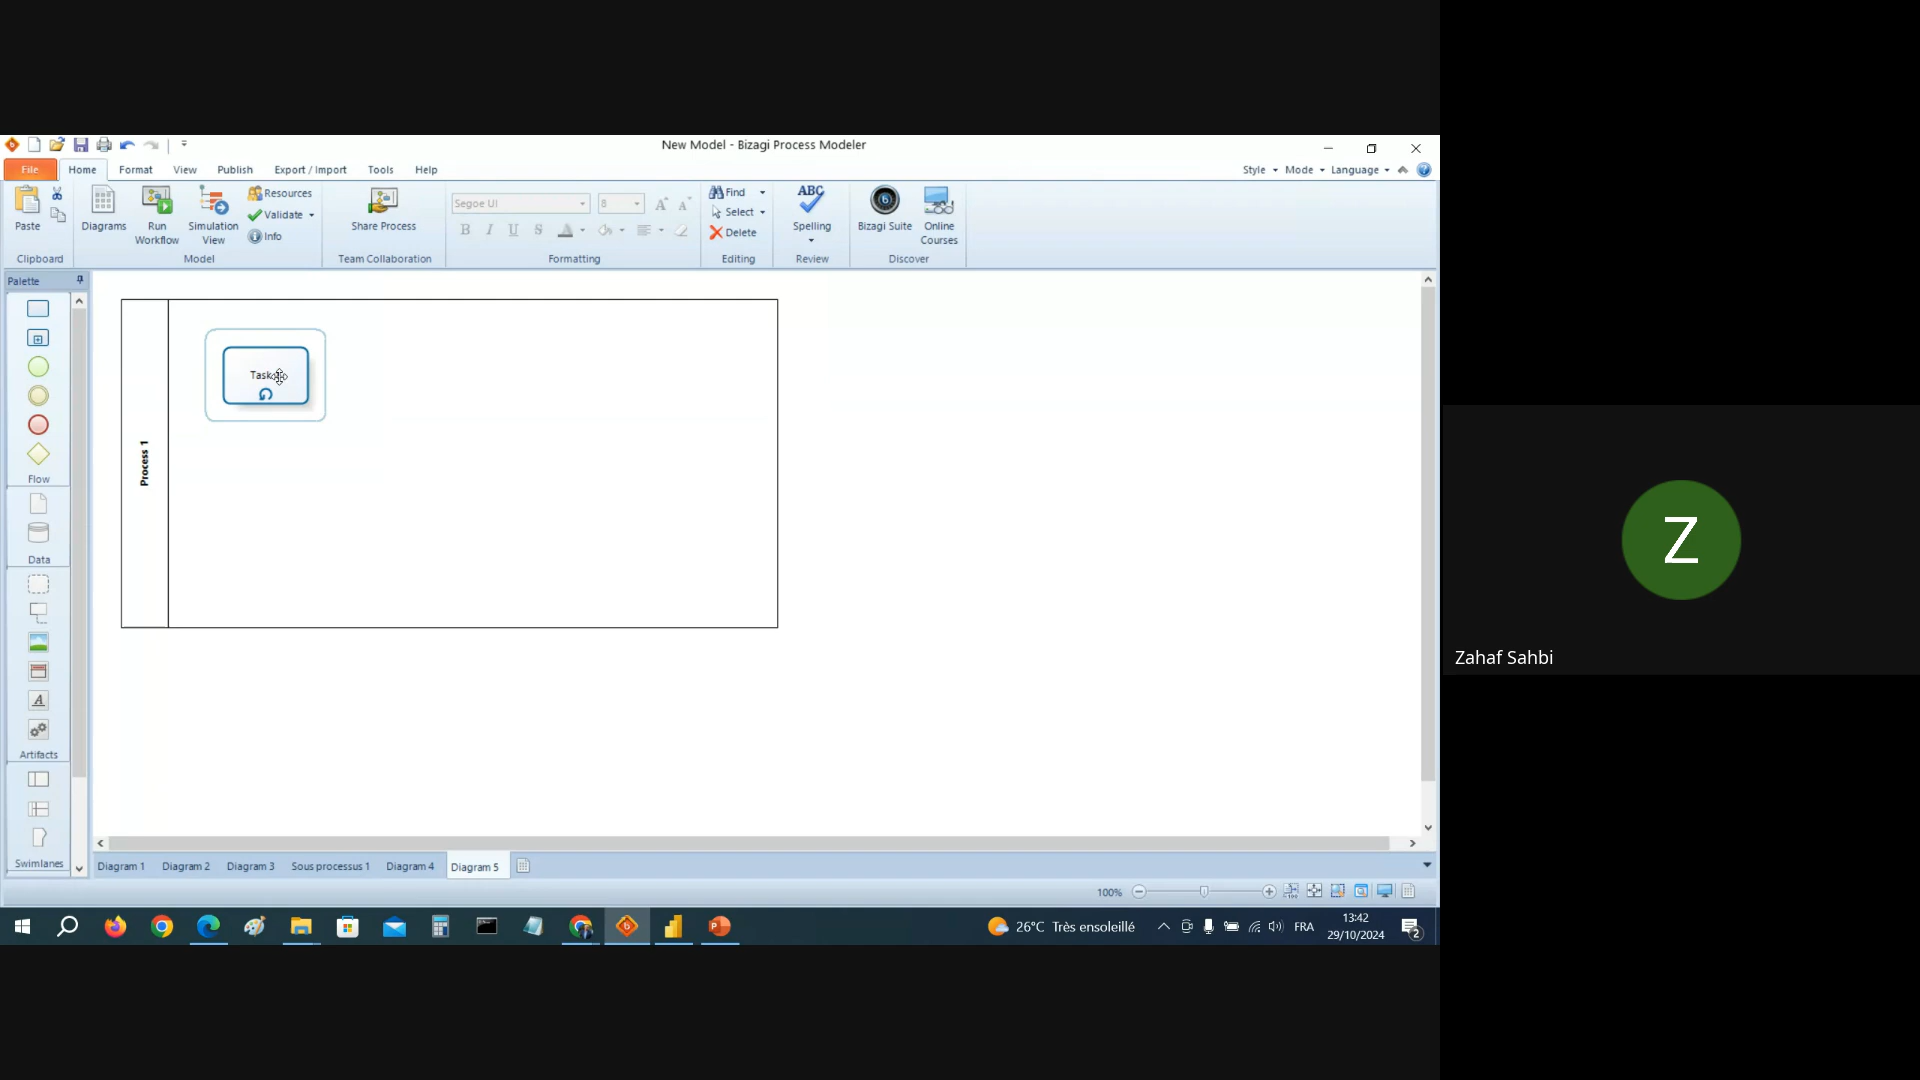 New Model - Bizagi Process Modeler
File Home Format View Publish Export / Import Tools Help
Style Mode Language
Paste
Clipboard
Diagrams
Run Workflow
Simulation View
Resources
Validate
Info
Model
Share Process
Team Collaboration
Segoe UI 8
B I U S A
Formatting
Find
Select
Delete
Editing
ABC
Spelling
Review
Bizagi Suite
Online Courses
Discover
Palette
Flow
Data
A
Artifacts
Swimlanes
Process 1
Task
Diagram 1 Diagram 2 Diagram 3 Sous processus 1 Diagram 4 Diagram 5
100%
26°C Très ensoleillé
FRA
13:42
29/10/2024
2
Z
Zahaf Sahbi